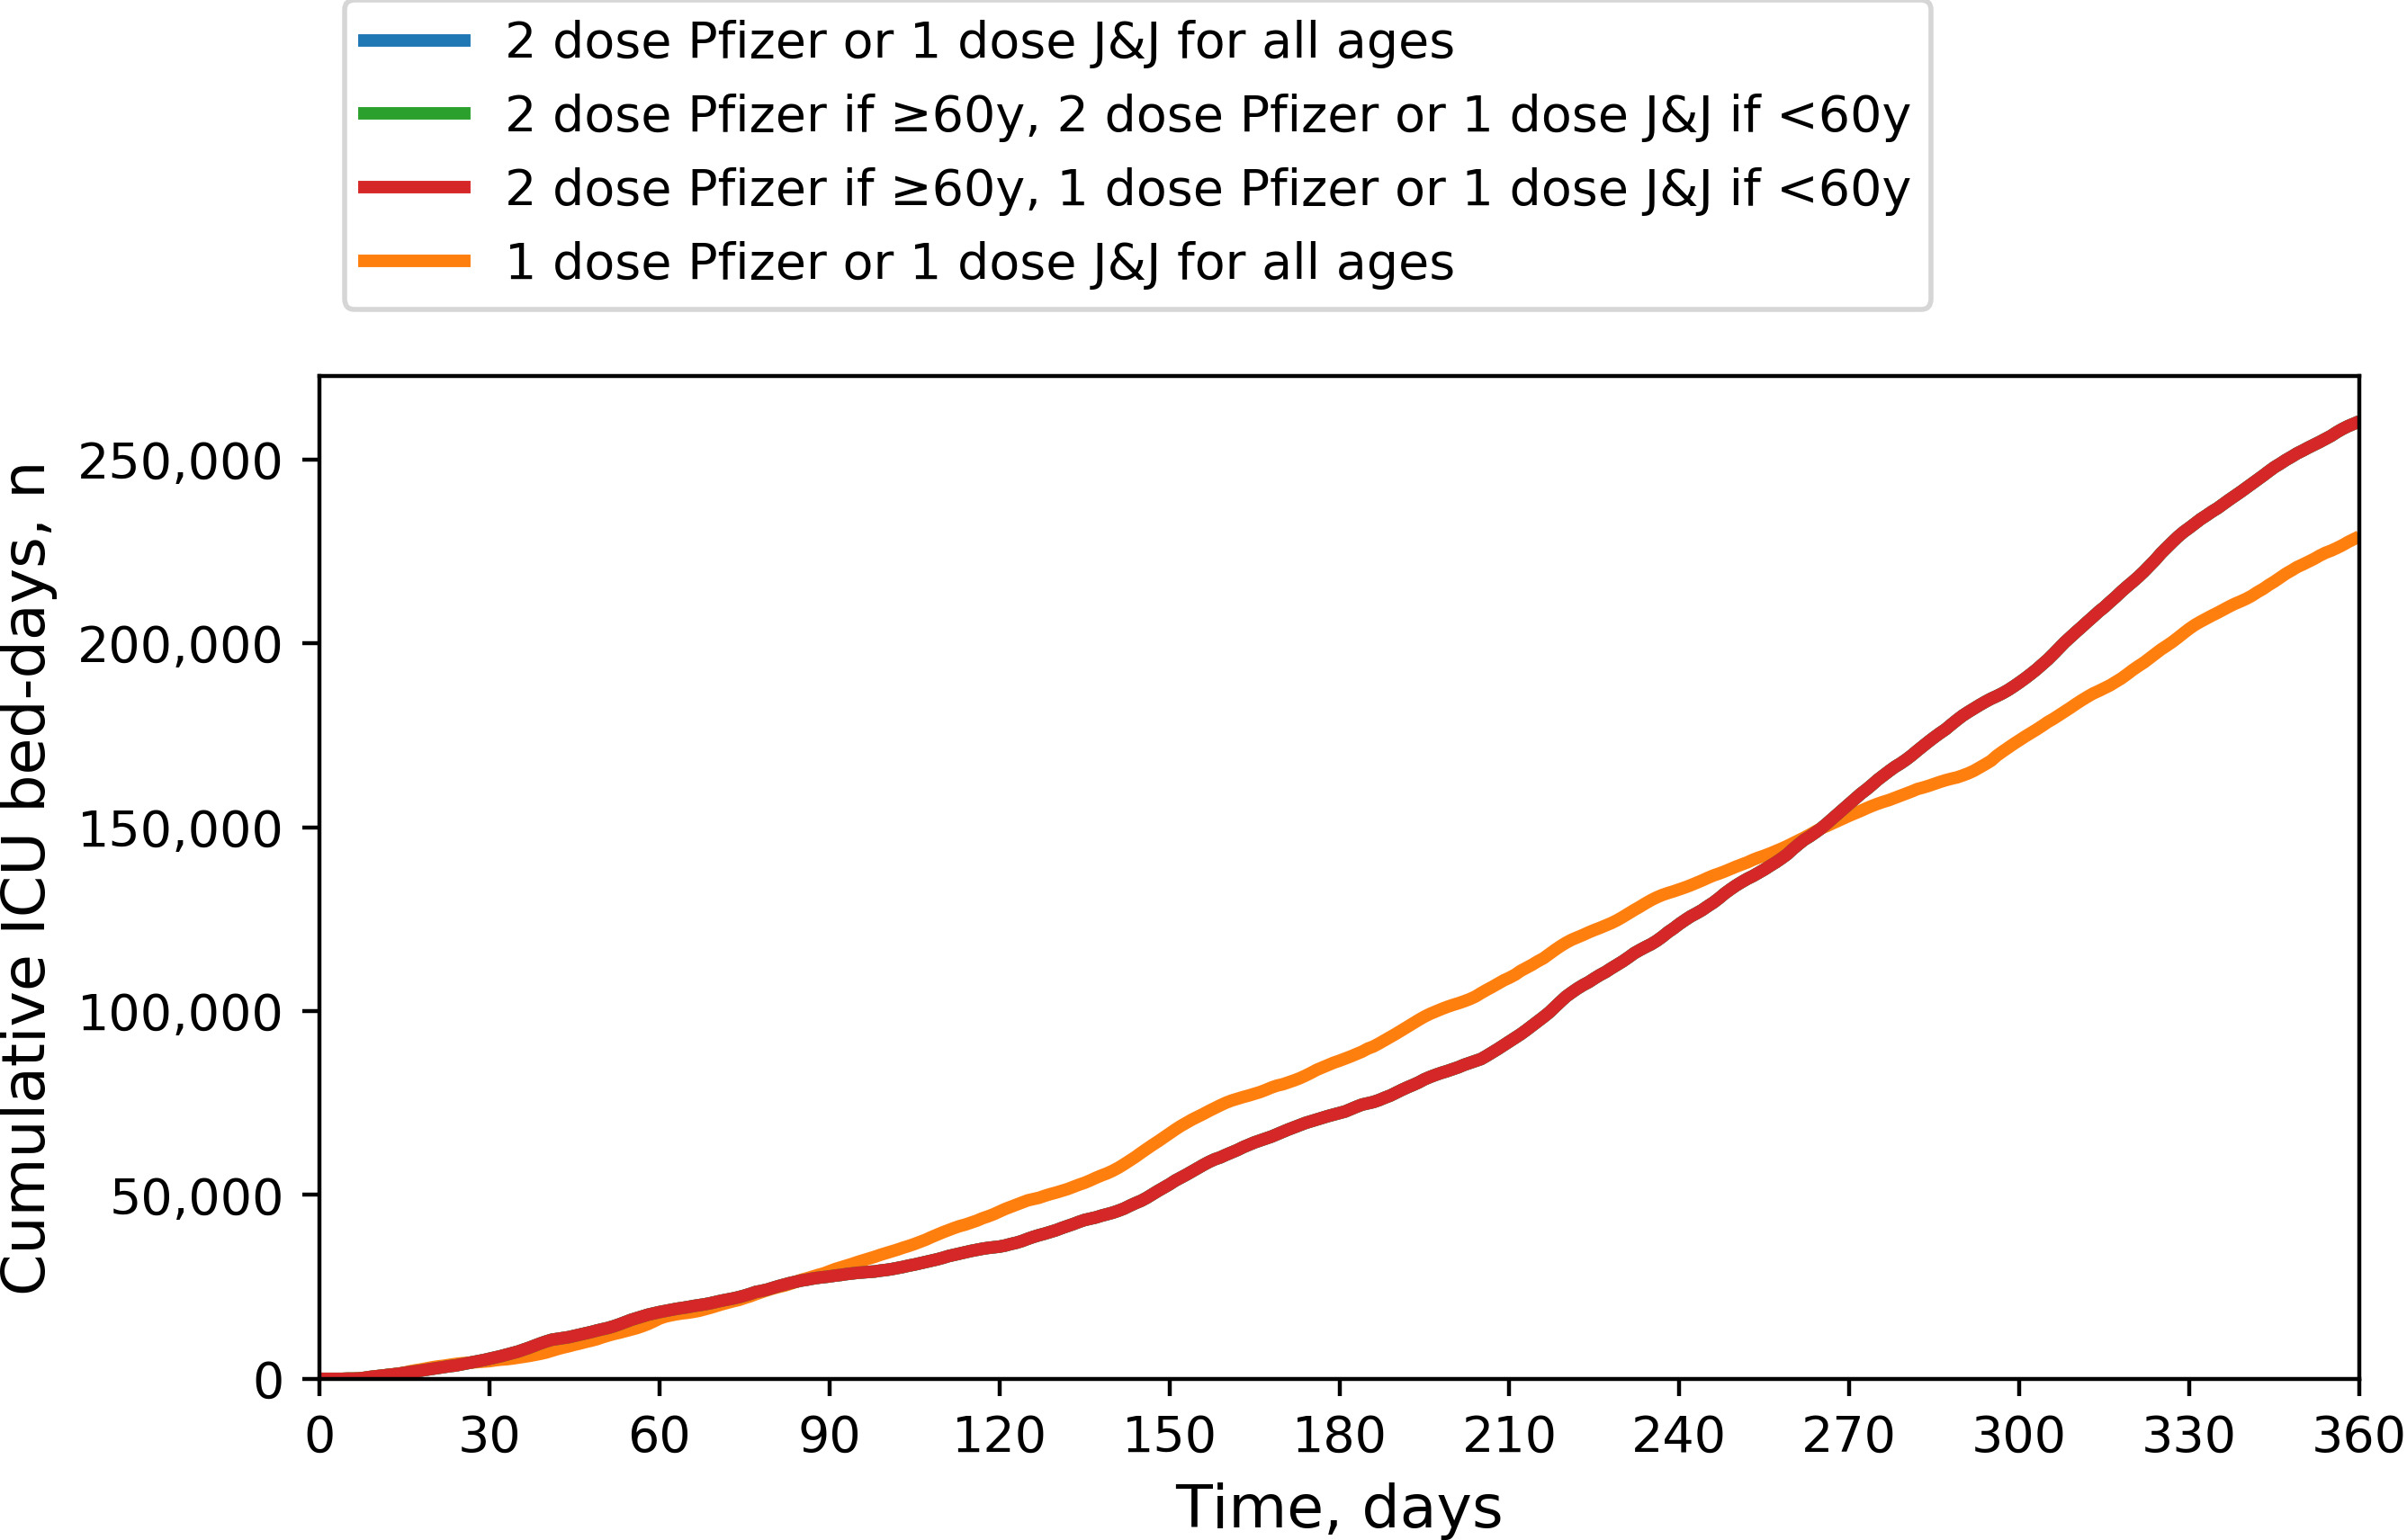 2 dose Pfizer or 1 dose J&J for all ages
2 dose Pfizer if ≥60y, 2 dose Pfizer or 1 dose J&J if <60y
2 dose Pfizer if ≥60y, 1 dose Pfizer or 1 dose J&J if <60y
1 dose Pfizer or 1 dose J&J for all ages
Cumulative ICU bed-days, n
250,000
200,000
150,000
100,000
50,000
0
0 30 60 90 120 150 180 210 240 270 300 330 360
Time, days